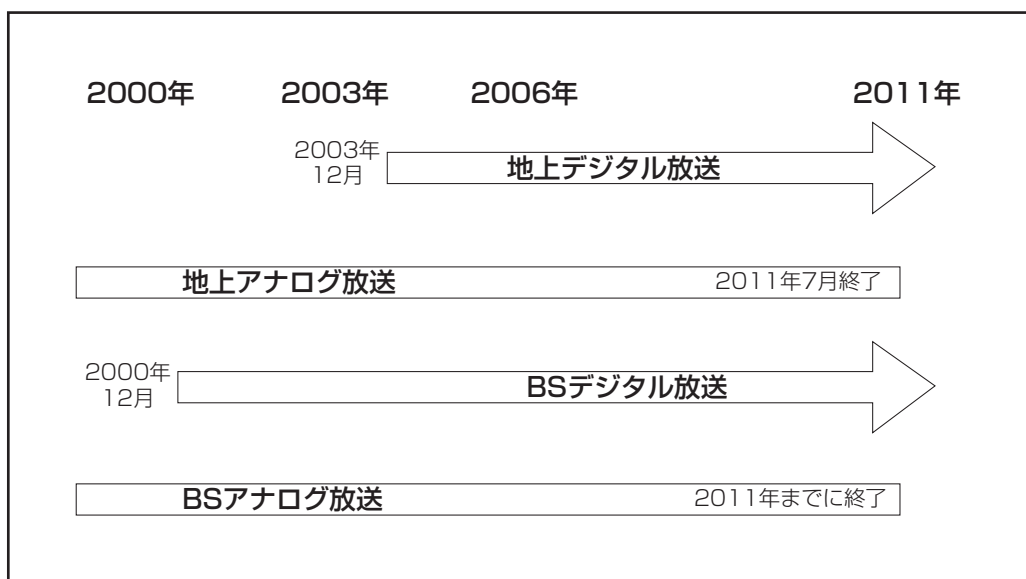 2000年 2003年 2006年 2011年
2003年
12月
地上デジタル放送
地上アナログ放送 2011年7月終了
2000年
12月
BSデジタル放送
BSアナログ放送 2011年までに終了